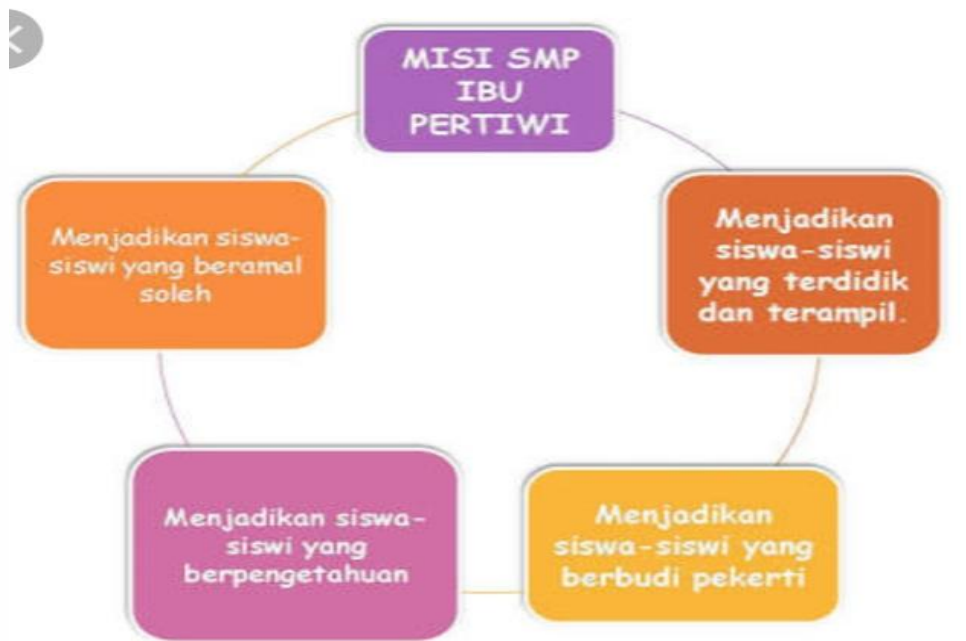 MISI SMP
IBU
PERTIWI
Menjadikan
siswa-siswi
yang terdidik
dan terampil.
Menjadikan
siswa-siswi yang
berbudi pekerti
Menjadikan siswa-
siswi yang
berpengetahuan
Menjadikan siswa-
siswi yang beramal
soleh